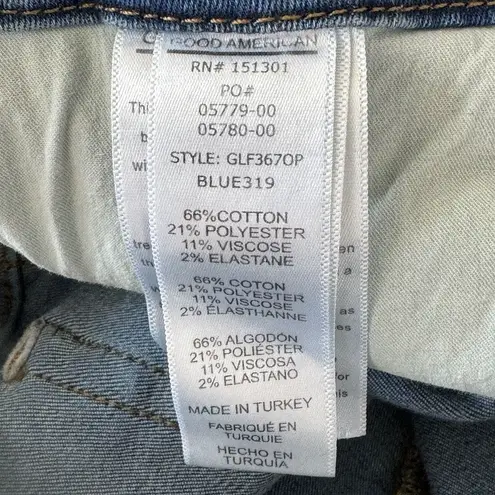 GOOD AMERICAN
RN# 151301
PO#
05779-00
05780-00
STYLE: GLF367OP
BLUE319
66%COTTON
21% POLYESTER
11% VISCOSE
2% ELASTANE
66% COTON
21% POLYESTER
11% VISCOSE
2% ÉLASTHANNE
66% ALGODÓN
21% POLIÉSTER
11% VISCOSA
2% ELASTANO
MADE IN TURKEY
FABRIQUÉ EN
TURQUIE
HECHO EN
TURQUÍA